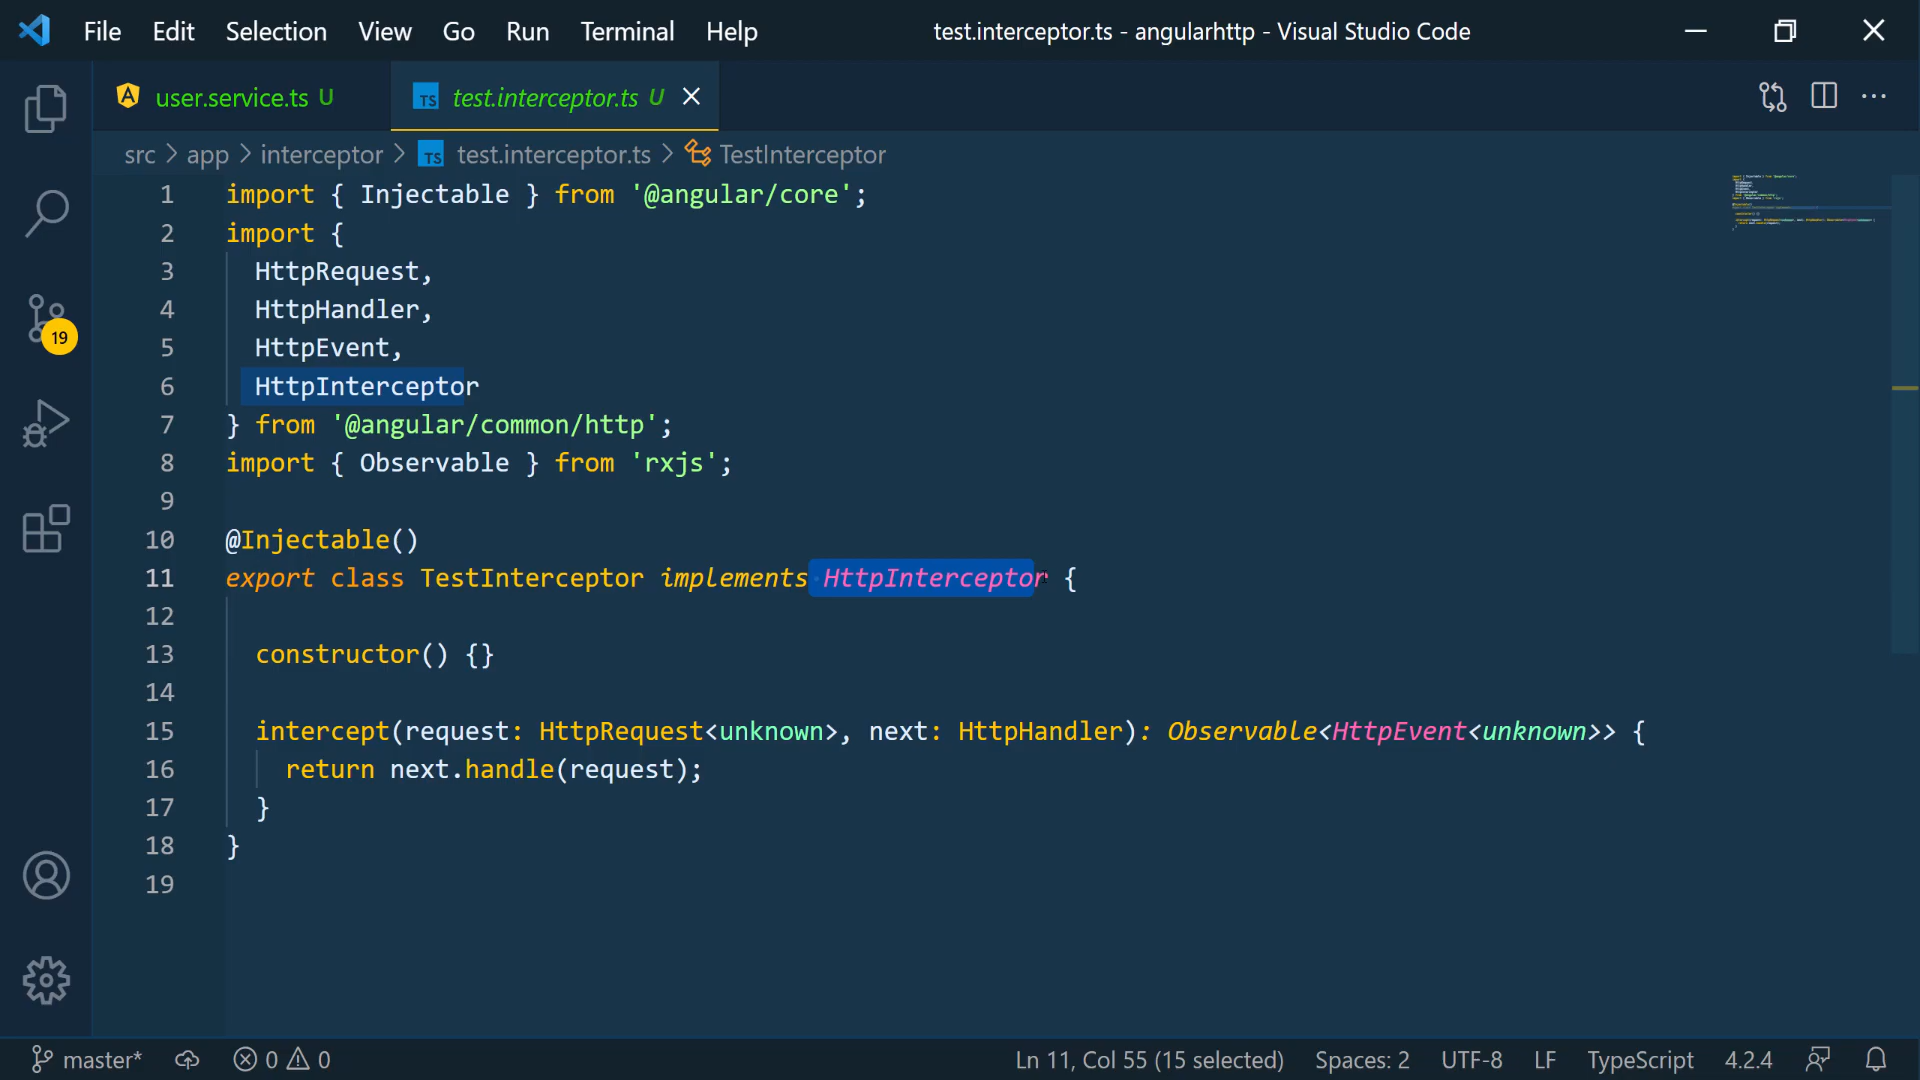 File Edit Selection View Go Run Terminal Help test.interceptor.ts - angularhttp - Visual Studio Code
user.service.ts U TS test.interceptor.ts U
src > app > interceptor > TS test.interceptor.ts > TestInterceptor
1 import { Injectable } from '@angular/core';
2 import {
3 HttpRequest,
4 HttpHandler,
5 HttpEvent,
6 HttpInterceptor
7 } from '@angular/common/http';
8 import { Observable } from 'rxjs';
9
10 @Injectable()
11 export class TestInterceptor implements HttpInterceptor {
12
13 constructor() {}
14
15 intercept(request: HttpRequest<unknown>, next: HttpHandler): Observable<HttpEvent<unknown>> {
16 return next.handle(request);
17 }
18 }
19
19
master* 0 0 Ln 11, Col 55 (15 selected) Spaces: 2 UTF-8 LF TypeScript 4.2.4